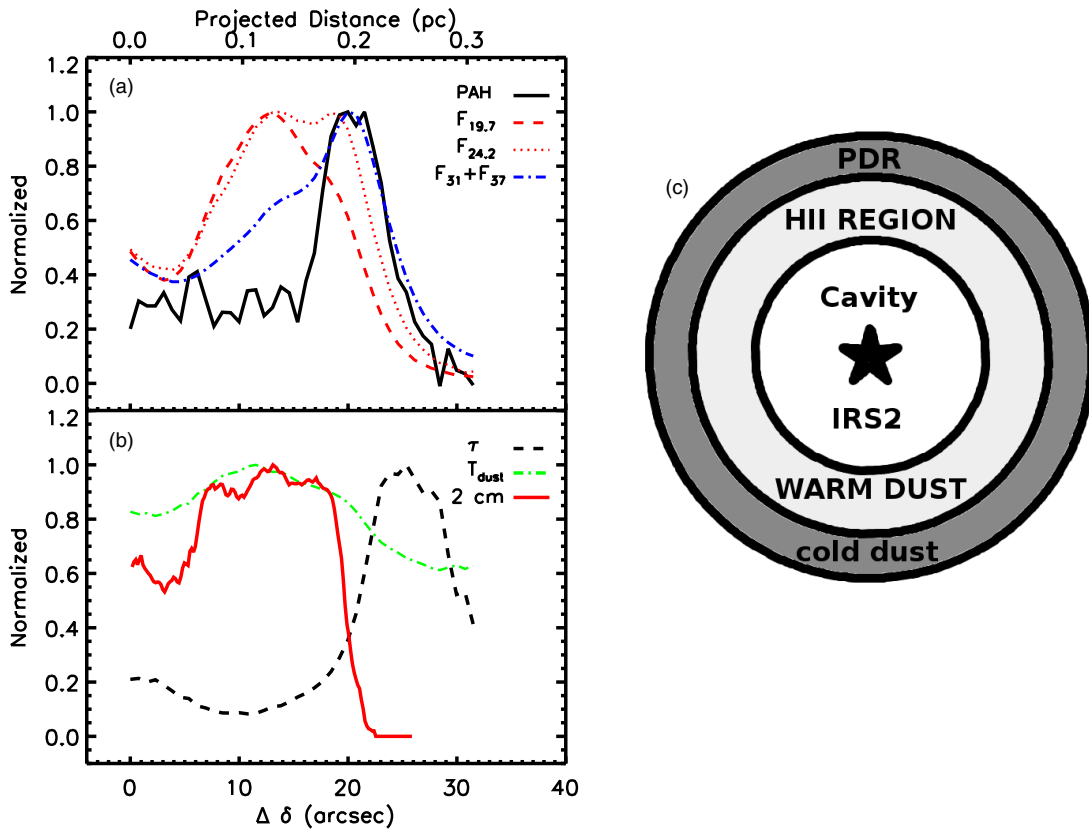 Projected Distance (pc)
0.0 0.1 0.2 0.3
(a)
PAH
F19.7
F24.2
F31+F37
1.2
1.0
0.8
0.6
0.4
0.2
0.0
Normalized
(b)
τ
Tdust
2 cm
1.2
1.0
0.8
0.6
0.4
0.2
0.0
Normalized
0 10 20 30 40
Δ δ (arcsec)
(c)
PDR
HII REGION
Cavity
IRS2
WARM DUST
cold dust